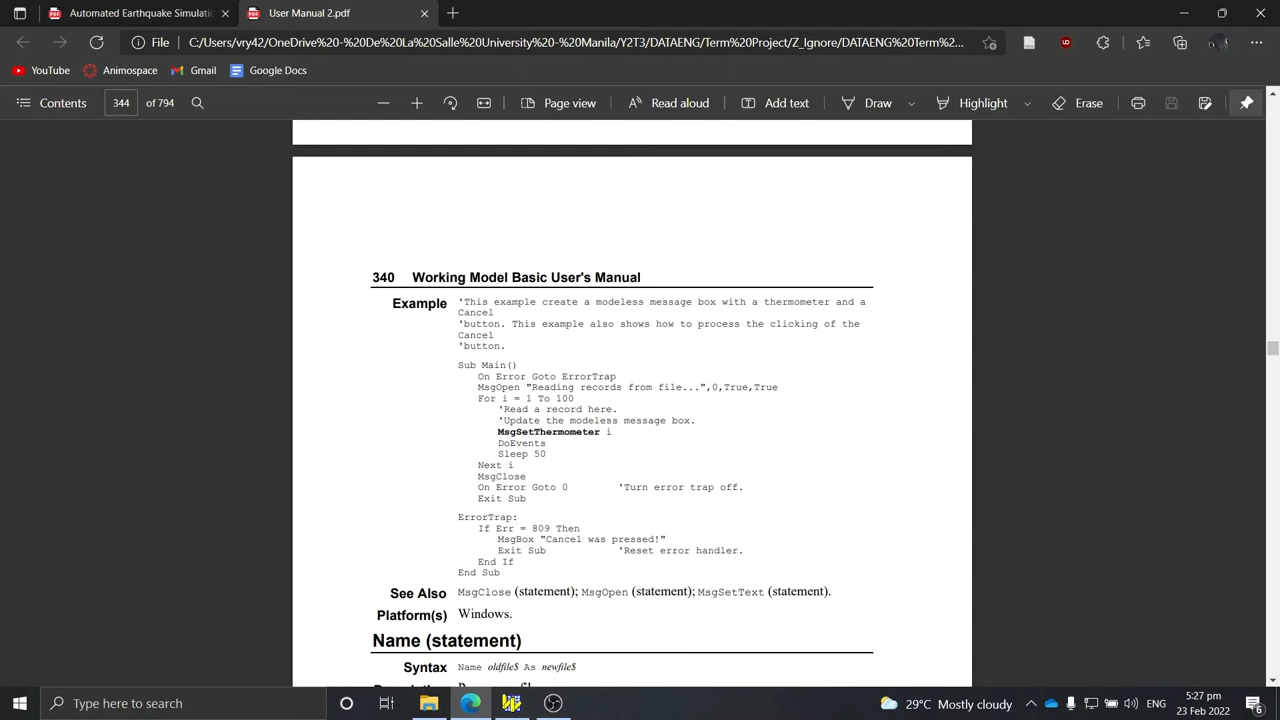 Automated Earthquake Simulati
User Manual 2.pdf
File
C:/Users/vry42/OneDrive%20-%20De%20La%20Salle%20University%20-%20Manila/Y2T3/DATAENG/Term%20Project/Z_Ignore/DATAENG%20Term%2...
YouTube
Animospace
Gmail
Google Docs
Contents
344
of 794
Page view
Read aloud
Add text
Draw
Highlight
Erase
340 Working Model Basic User's Manual
Example 'This example create a modeless message box with a thermometer and a
Cancel
'button. This example also shows how to process the clicking of the
Cancel
'button.
Sub Main()
On Error Goto ErrorTrap
MsgOpen "Reading records from file...",0,True,True
For i = 1 To 100
'Read a record here.
'Update the modeless message box.
MsgSetThermometer i
DoEvents
Sleep 50
Next i
MsgClose
On Error Goto 0 'Turn error trap off.
Exit Sub
ErrorTrap:
If Err = 809 Then
MsgBox "Cancel was pressed!"
Exit Sub 'Reset error handler.
End If
End Sub
See Also MsgClose (statement); MsgOpen (statement); MsgSetText (statement).
Platform(s) Windows.
Name (statement)
Syntax Name oldfile$ As newfile$
Type here to search
29°C Mostly cloudy
5:27 pm
23 Feb 2022
6